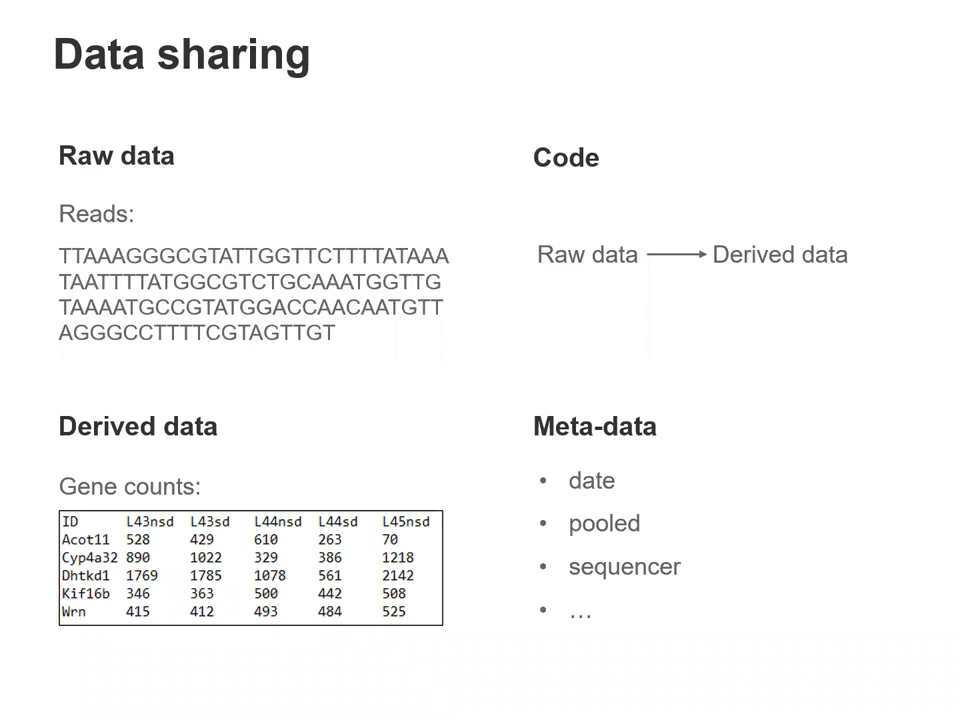 Data sharing
Raw data
Reads:
TTAAAGGGCGTATTGGTTCTTTTATAAA
TAATTTTATGGCGTCTGCAAATGGTTG
TAAAATGCCGTATGGACCAACAATGTT
AGGGCCTTTTCGTAGTTGT
Code
Raw data → Derived data
Derived data
Gene counts:
ID L43nsd L43sd L44nsd L44sd L45nsd
Acot11 528 429 610 263 70
Cyp4a32 890 1022 329 386 1218
Dhtkd1 1769 1785 1078 561 2142
Kif16b 346 363 500 442 508
Wrn 415 412 493 484 525
Meta-data
• date
• pooled
• sequencer
• …